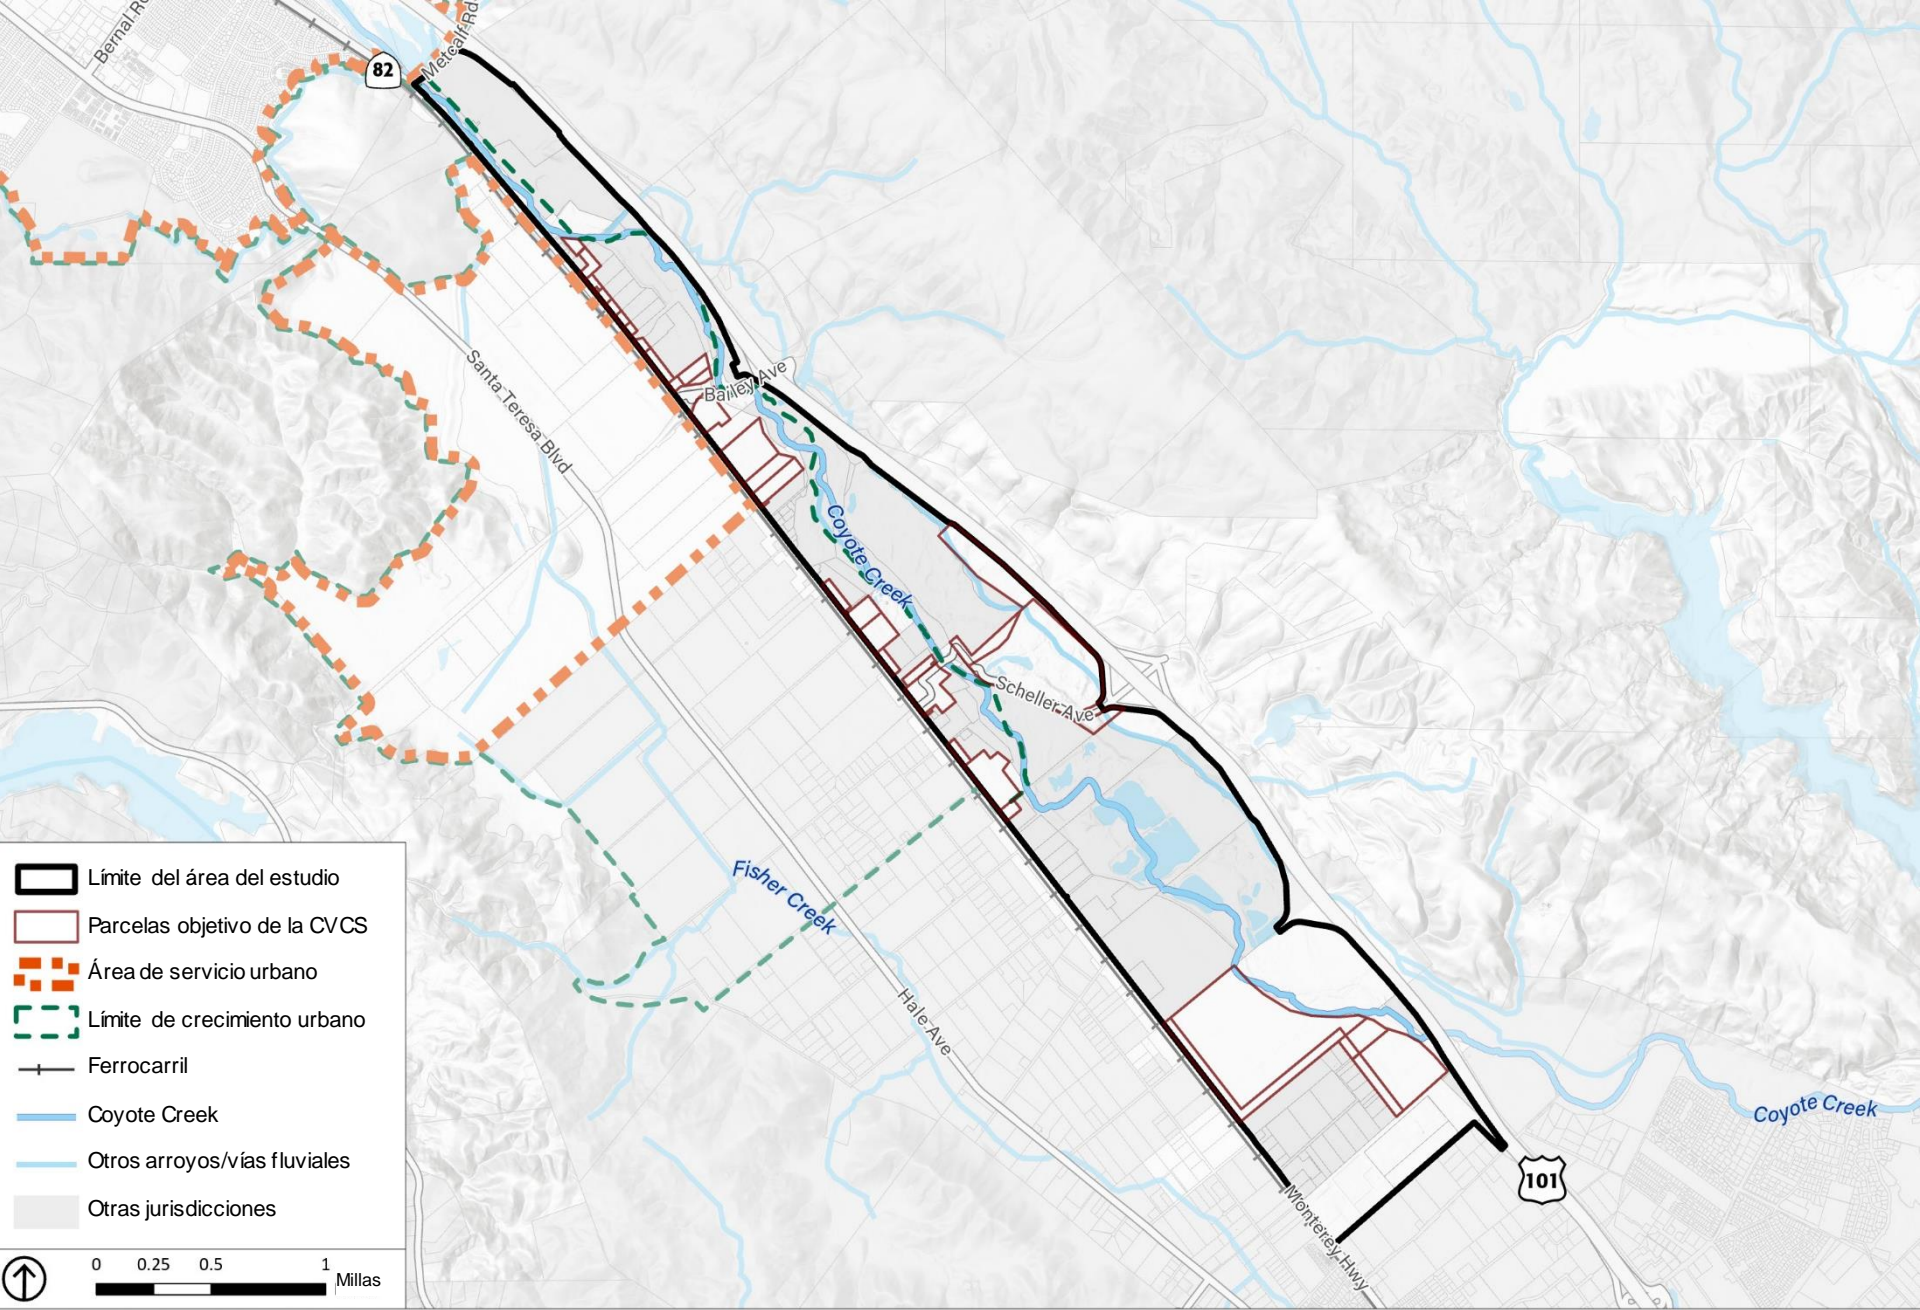 Bernal Rd
82
Metcalf Rd
Santa Teresa Blvd
Bailey Ave
Coyote Creek
Scheller Ave
Fisher Creek
Hale Ave
Coyote Creek
101
Monterey Hwy
Límite del área del estudio
Parcelas objetivo de la CVCS
Área de servicio urbano
Límite de crecimiento urbano
Ferrocarril
Coyote Creek
Otros arroyos/vías fluviales
Otras jurisdicciones
0 0.25 0.5 1 Millas